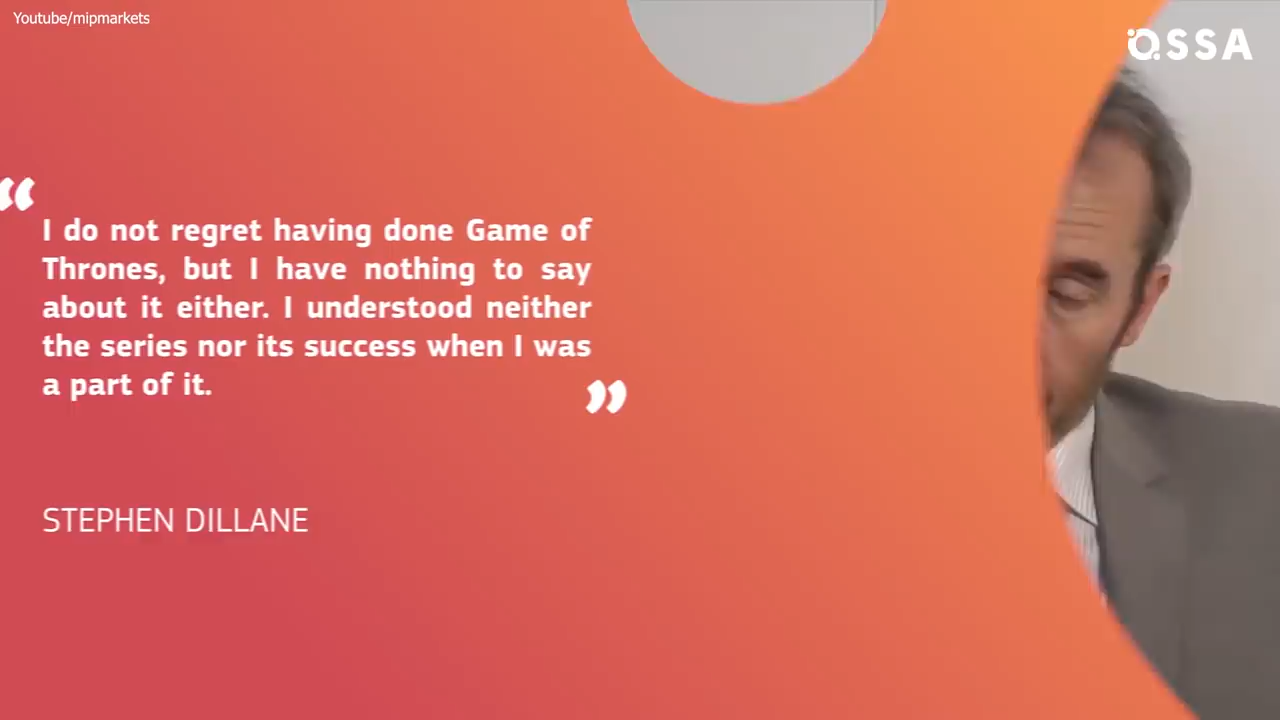 Youtube/mipmarkets
QSSA
“
I do not regret having done Game of
Thrones, but I have nothing to say
about it either. I understood neither
the series nor its success when I was
a part of it.
”
STEPHEN DILLANE